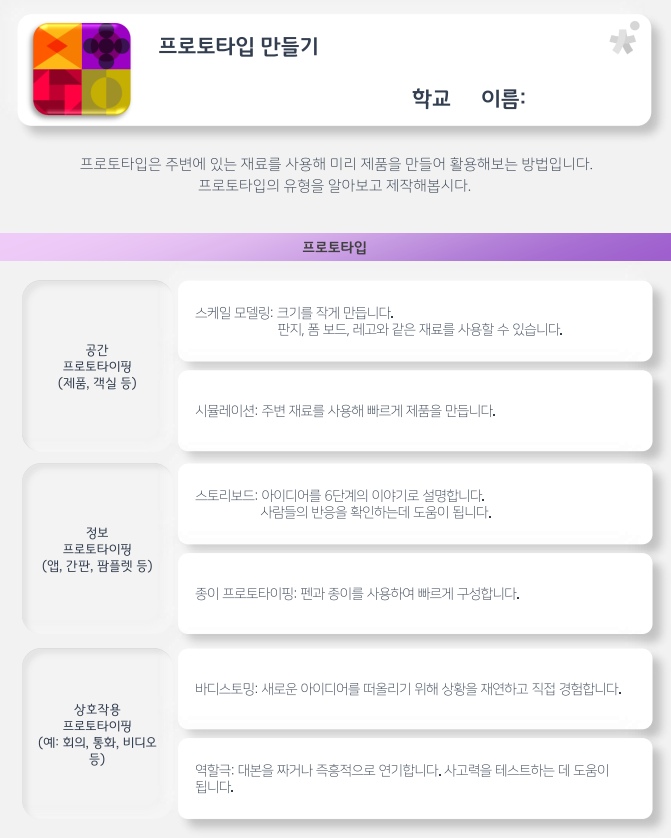 프로토타입 만들기
학교 이름:
프로토타입은 주변에 있는 재료를 사용해 미리 제품을 만들어 활용해보는 방법입니다.
프로토타입의 유형을 알아보고 제작해봅시다.
프로토타입
공간
프로토타이핑
(제품, 객실 등)
스케일 모델링: 크기를 작게 만듭니다.
판지, 폼 보드, 레고와 같은 재료를 사용할 수 있습니다.
시뮬레이션: 주변 재료를 사용해 빠르게 제품을 만듭니다.
정보
프로토타이핑
(앱, 간판, 팜플렛 등)
스토리보드: 아이디어를 6단계의 이야기로 설명합니다.
사람들의 반응을 확인하는데 도움이 됩니다.
종이 프로토타이핑: 펜과 종이를 사용하여 빠르게 구성합니다.
상호작용
프로토타이핑
(예: 회의, 통화, 비디오
등)
바디스토밍: 새로운 아이디어를 떠올리기 위해 상황을 재연하고 직접 경험합니다.
역할극: 대본을 짜거나 즉흥적으로 연기합니다. 사고력을 테스트하는 데 도움이
됩니다.